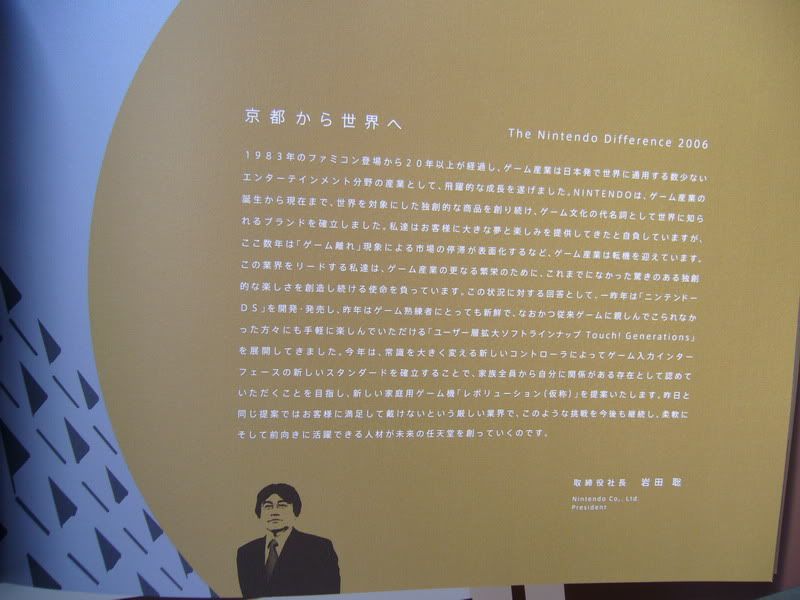 京都から世界へ
The Nintendo Difference 2006
1983年のファミコン登場から20年以上が経過し、ゲーム産業は日本発で世界に通用する数少ない
エンターテインメント分野の産業として、飛躍的な成長を遂げました。NINTENDOは、ゲーム産業の
誕生から現在まで、世界を対象にした独創的な商品を創り続け、ゲーム文化の代名詞として世界に知ら
れるブランドを確立しました。私達はお客様に大きな夢と楽しみを提供してきたと自負していますが、
ここ数年は「ゲーム離れ」現象による市場の停滞が表面化するなど、ゲーム産業は転機を迎えています。
この業界をリードする私達は、ゲーム産業の更なる繁栄のために、これまでになかった驚きのある独創
的な楽しさを創造し続ける使命を負っています。この状況に対する回答として、一昨年は「ニンテンドー
DS」を開発・発売し、昨年はゲーム熟練者にとっても新鮮で、なおかつ従来ゲームに親しんでこられなか
った方々にも手軽に楽しんでいただける「ユーザー層拡大ソフトラインナップ Touch! Generations」
を展開してきました。今年は、常識を大きく変える新しいコントローラによってゲーム入力インター
フェースの新しいスタンダードを確立することで、家族全員から自分に関係がある存在として認めて
いただくことを目指し、新しい家庭用ゲーム機「レボリューション(仮称)」を提案いたします。昨日と
同じ提案ではお客様に満足して戴けないという厳しい業界で、このような挑戦を今後も継続し、柔軟に
そして前向きに活躍できる人材が未来の任天堂を創っていくのです。
取締役社長 岩田 聡
Nintendo Co., Ltd.
President